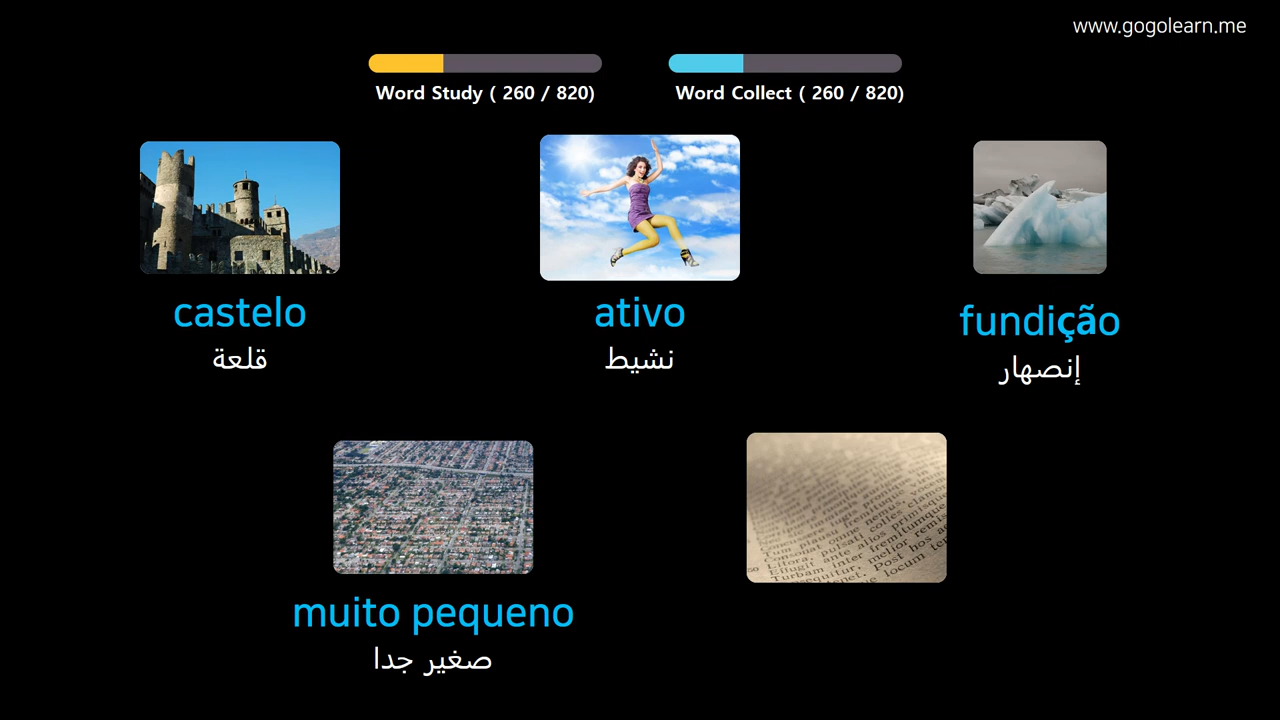 www.gogolearn.me
Word Study ( 260 / 820)
Word Collect ( 260 / 820)
castelo
قلعة
ativo
نشيط
fundição
إنصهار
muito pequeno
صغير جدا